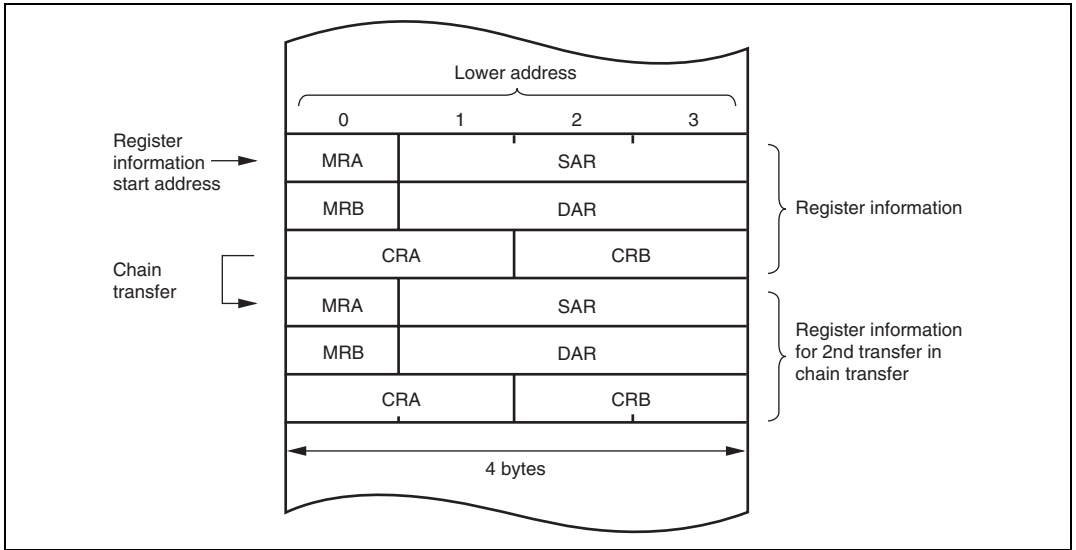 Lower address
0 1 2 3
Register
information
start address
MRA SAR
MRB DAR
CRA CRB
Register information
Chain
transfer
MRA SAR
MRB DAR
CRA CRB
Register information
for 2nd transfer in
chain transfer
4 bytes